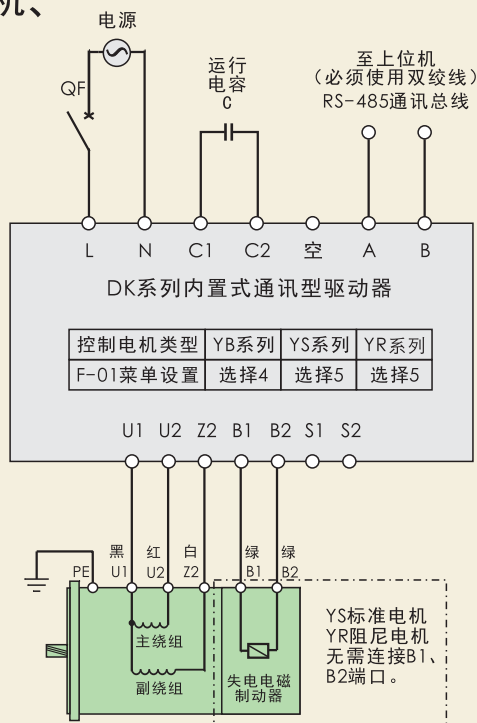 机、
电源
QF
运行
电容
C
至上位机
（必须使用双绞线）
RS-485通讯总线
L N C1 C2 空 A B
DK系列内置式通讯型驱动器
控制电机类型 YB系列 YS系列 YR系列
F-01菜单设置 选择4 选择5 选择5
U1 U2 Z2 B1 B2 S1 S2
黑 红 白 绿 绿
PE U1 U2 Z2 B1 B2
主绕组
副绕组
失电电磁
制动器
YS标准电机
YR阻尼电机
无需连接B1、
B2端口。